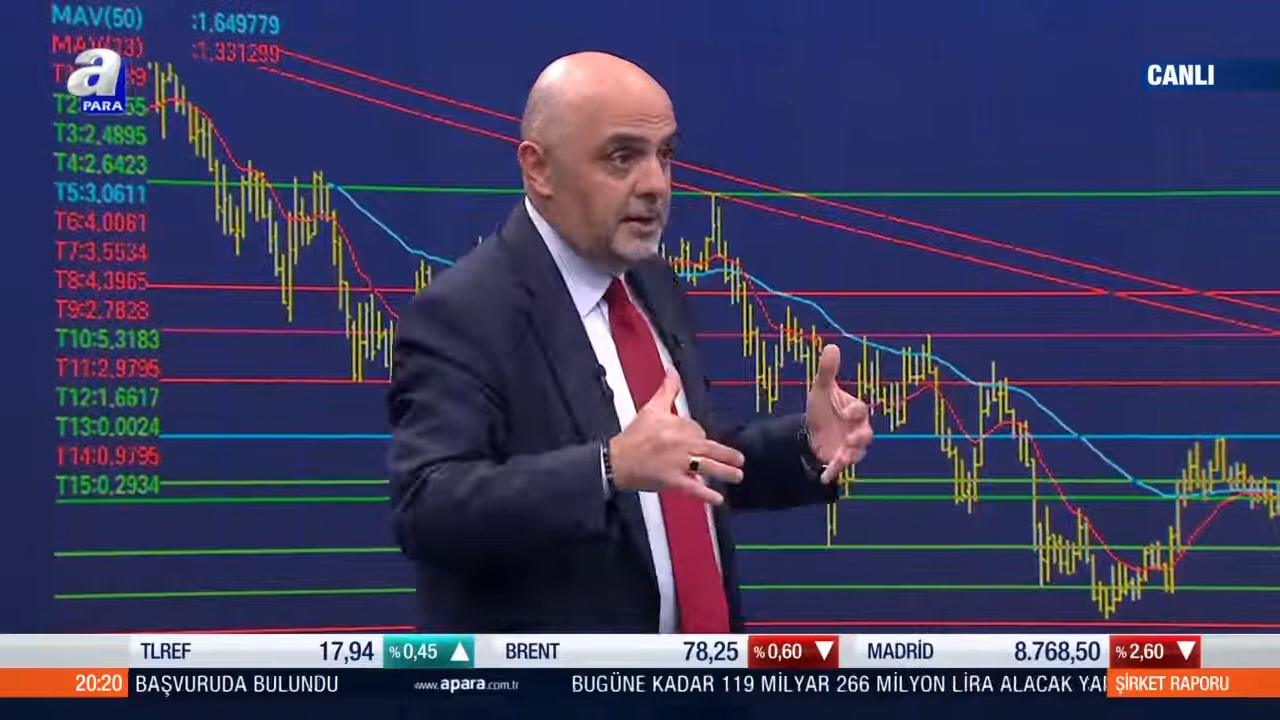 MAV(50) :1.649779
:1.331299
a
PARA
CANLI
T3:2.4895
T4:2.6423
T5:3.0611
T6:4.0061
T7:3.5534
T8:4.3965
T9:2.7828
T10:5.3183
T11:2.9795
T12:1.6617
T13:0.0024
T14:0.9795
T15:0.2934
TLREF 17,94 %0,45 BRENT 78,25 %0,60 MADRİD 8.768,50 %2,60
20:20 BAŞVURUDA BULUNDU www.apara.com.tr BUGÜNE KADAR 119 MİLYAR 266 MİLYON LİRA ALACAK ŞİRKET RAPORU